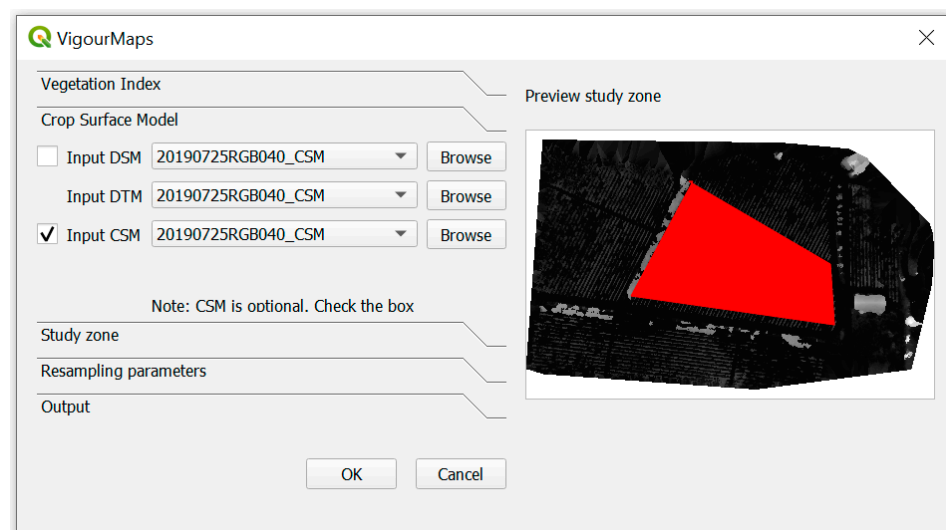 VigourMaps
Vegetation Index
Crop Surface Model
Input DSM 20190725RGB040_CSM Browse
Input DTM 20190725RGB040_CSM Browse
Input CSM 20190725RGB040_CSM Browse
Note: CSM is optional. Check the box
Study zone
Resampling parameters
Output
OK Cancel
Preview study zone